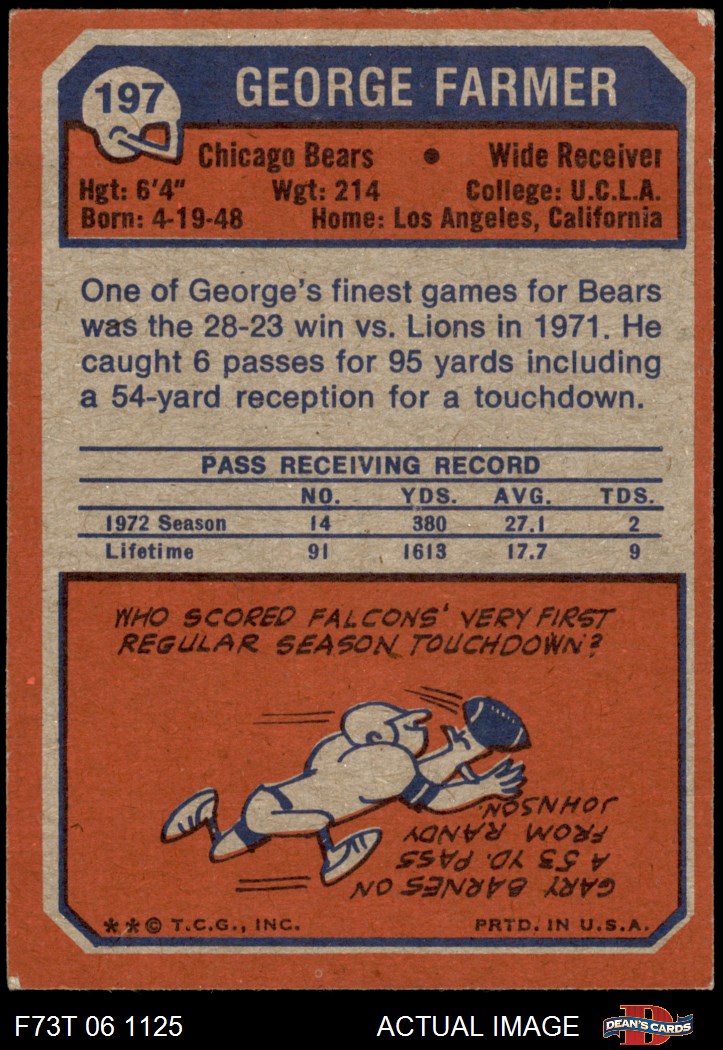 197
GEORGE FARMER
Chicago Bears • Wide Receiver
Hgt: 6'4" Wgt: 214 College: U.C.L.A.
Born: 4-19-48 Home: Los Angeles, California
One of George's finest games for Bears
was the 28-23 win vs. Lions in 1971. He
caught 6 passes for 95 yards including
a 54-yard reception for a touchdown.
PASS RECEIVING RECORD
NO. YDS. AVG. TDS.
1972 Season 14 380 27.1 2
Lifetime 91 1613 17.7 9
WHO SCORED FALCONS' VERY FIRST
REGULAR SEASON TOUCHDOWN?
GARY BARNES ON
A 53 YD. PASS
FROM RANDY
JOHNSON.
**© T.C.G., INC. PRTD. IN U.S.A.
F73T 06 1125 ACTUAL IMAGE DEAN'S CARDS